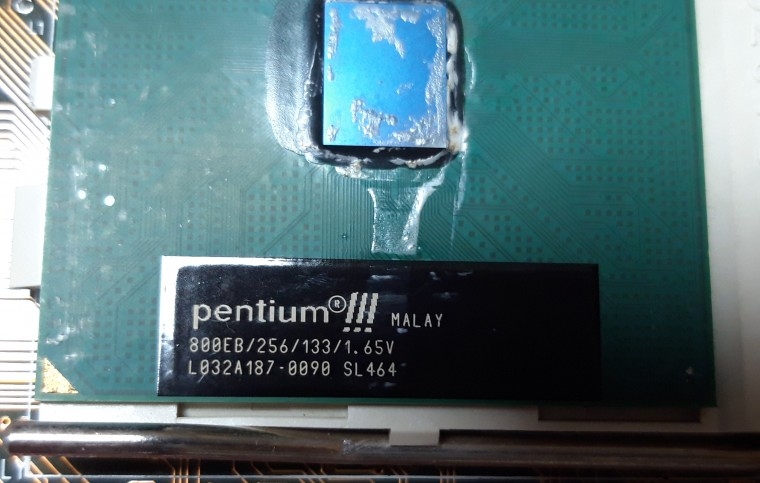 pentium®III MALAY
800EB/256/133/1.65V
L032A187-0090 SL464